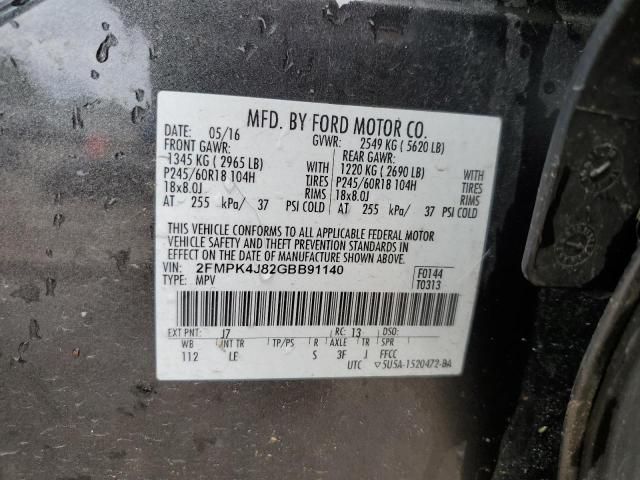 MFD. BY FORD MOTOR CO.
DATE: 05/16 GVWR: 2549 KG ( 5620 LB)
FRONT GAWR: REAR GAWR:
1345 KG ( 2965 LB) WITH 1220 KG ( 2690 LB) WITH
P245/60R18 104H TIRES P245/60R18 104H TIRES
18x8.0J RIMS 18x8.0J RIMS
AT 255 kPa/ 37 PSI COLD AT 255 kPa/ 37 PSI COLD
THIS VEHICLE CONFORMS TO ALL APPLICABLE FEDERAL MOTOR
VEHICLE SAFETY AND THEFT PREVENTION STANDARDS IN
EFFECT ON THE DATE OF MANUFACTURE SHOWN ABOVE.
VIN: 2FMPK4J82GBB91140 F0144
TYPE: MPV T0313
EXT PNT: J7 RC: 13 DSO:
WB INT TR TP/PS R AXLE TR SPR
112 LE S 3F J FFCC
UTC ▽5U5A-1520472-BA